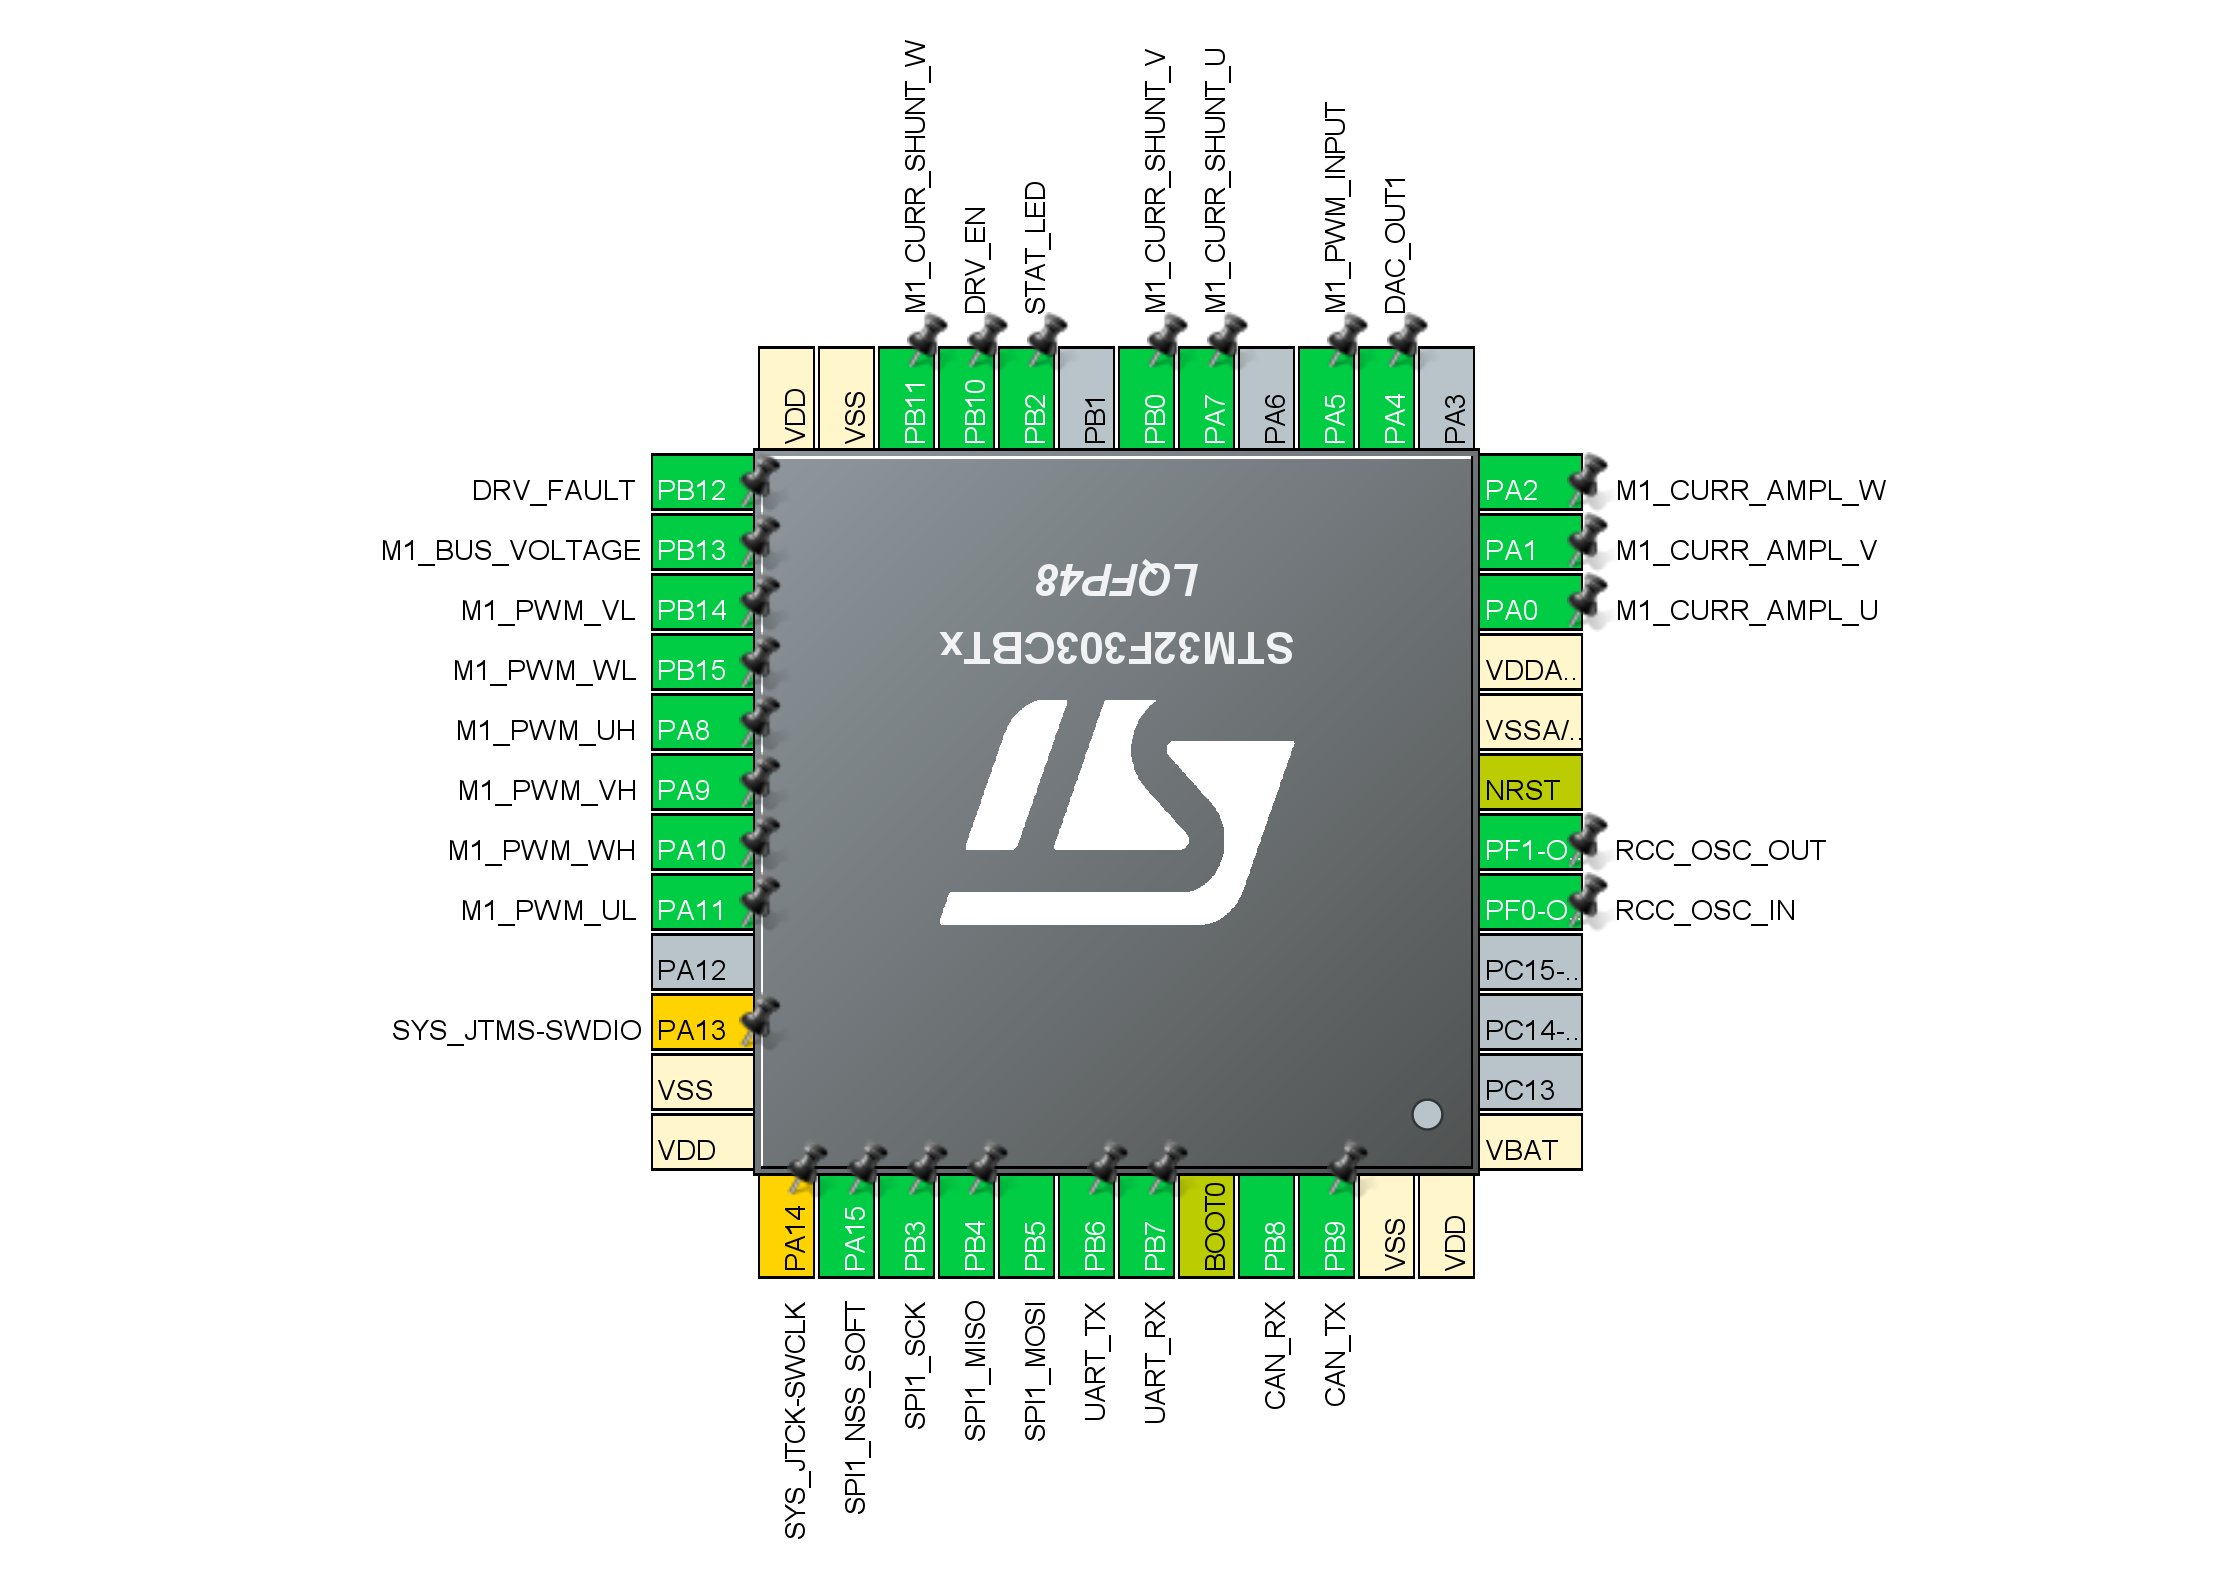 M1_CURR_SHUNT_W
DRV_EN
STAT_LED
M1_CURR_SHUNT_V
M1_CURR_SHUNT_U
M1_PWM_INPUT
DAC_OUT1
VDD
VSS
PB11
PB10
PB2
PB1
PB0
PA7
PA6
PA5
PA4
PA3
DRV_FAULT PB12
M1_BUS_VOLTAGE PB13
M1_PWM_VL PB14
M1_PWM_WL PB15
M1_PWM_UH PA8
M1_PWM_VH PA9
M1_PWM_WH PA10
M1_PWM_UL PA11
PA12
SYS_JTMS-SWDIO PA13
VSS
VDD
LQFP48
STM32F303CBTx
ST
PA2 M1_CURR_AMPL_W
PA1 M1_CURR_AMPL_V
PA0 M1_CURR_AMPL_U
VDDA..
VSSA/..
NRST
PF1-O.. RCC_OSC_OUT
PF0-O.. RCC_OSC_IN
PC15-..
PC14-..
PC13
VBAT
PA14
PA15
PB3
PB4
PB5
PB6
PB7
BOOT0
PB8
PB9
VSS
VDD
SYS_JTCK-SWCLK
SPI1_NSS_SOFT
SPI1_SCK
SPI1_MISO
SPI1_MOSI
UART_TX
UART_RX
CAN_RX
CAN_TX